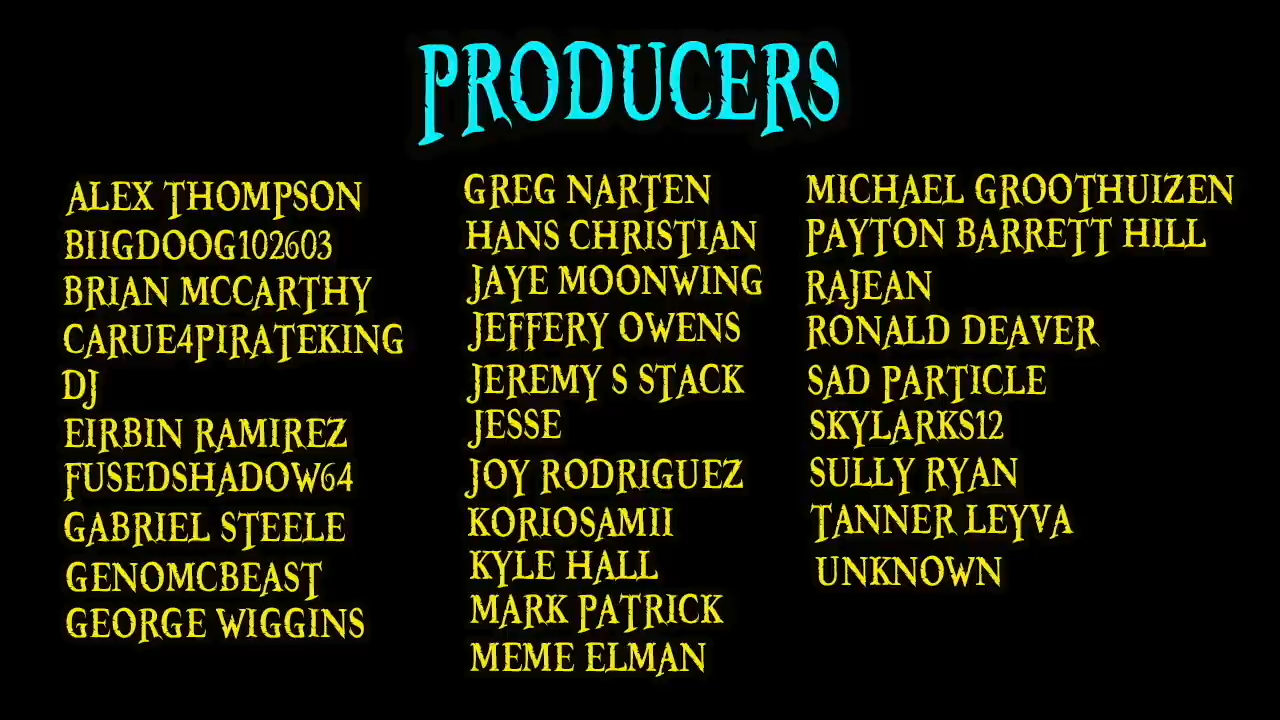 PRODUCERS
ALEX THOMPSON
BIIGDOOG102603
BRIAN MCCARTHY
CARUE4PIRATEKING
DJ
EIRBIN RAMIREZ
FUSEDSHADOW64
GABRIEL STEELE
GENOMCBEAST
GEORGE WIGGINS
GREG NARTEN
HANS CHRISTIAN
JAYE MOONWING
JEFFERY OWENS
JEREMY S STACK
JESSE
JOY RODRIGUEZ
KORIOSAMII
KYLE HALL
MARK PATRICK
MEME ELMAN
MICHAEL GROOTHUIZEN
PAYTON BARRETT HILL
RAJEAN
RONALD DEAVER
SAD PARTICLE
SKYLARKS12
SULLY RYAN
TANNER LEYVA
UNKNOWN